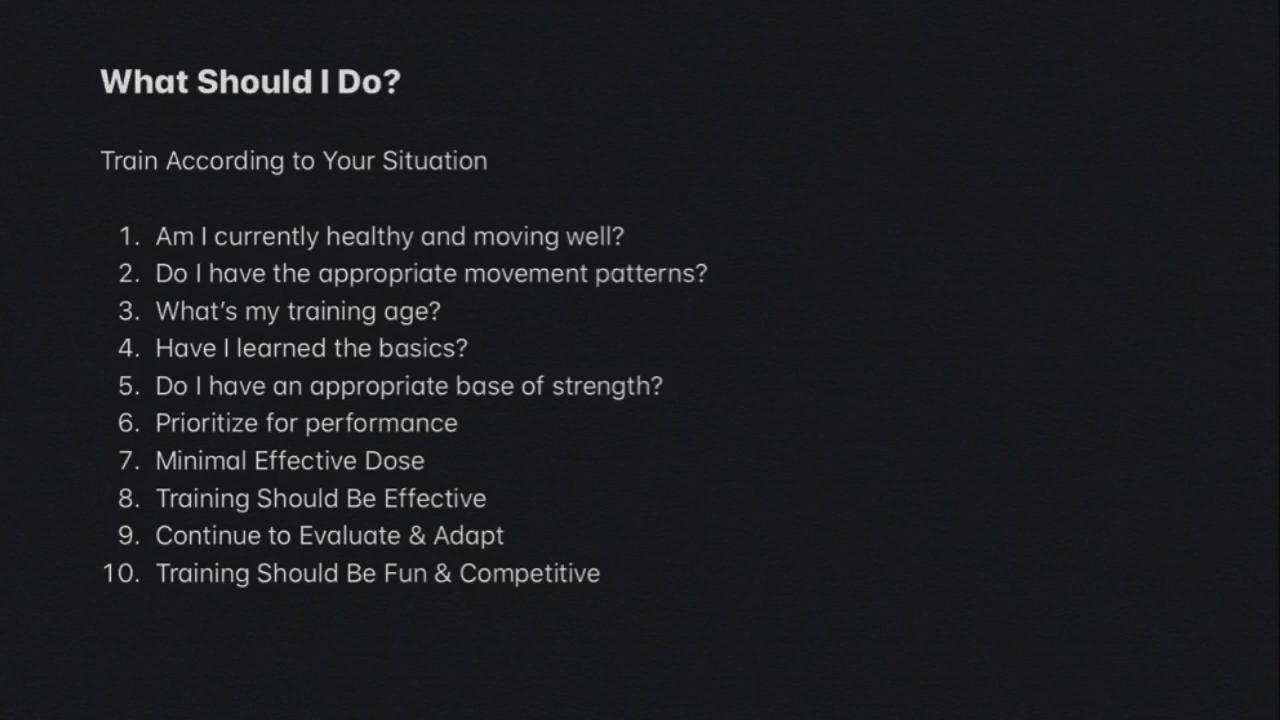 What Should I Do?
Train According to Your Situation
1. Am I currently healthy and moving well?
2. Do I have the appropriate movement patterns?
3. What’s my training age?
4. Have I learned the basics?
5. Do I have an appropriate base of strength?
6. Prioritize for performance
7. Minimal Effective Dose
8. Training Should Be Effective
9. Continue to Evaluate & Adapt
10. Training Should Be Fun & Competitive